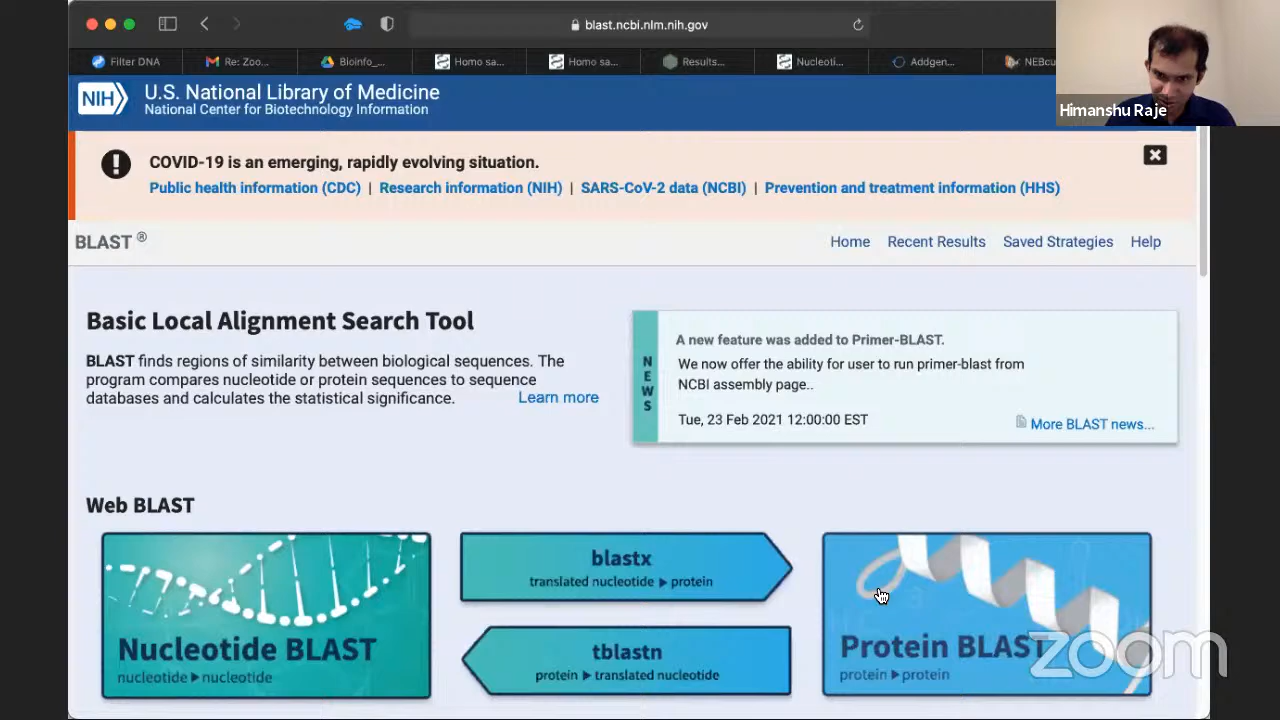 blast.ncbi.nlm.nih.gov
Filter DNA
Re: Zoo...
Bioinfo_...
Homo sa...
Homo sa...
Results...
Nucleoti...
Addgen...
NEBcu
Himanshu Raje
NIH
U.S. National Library of Medicine
National Center for Biotechnology Information
COVID-19 is an emerging, rapidly evolving situation.
Public health information (CDC) | Research information (NIH) | SARS-CoV-2 data (NCBI) | Prevention and treatment information (HHS)
BLAST ®
Home
Recent Results
Saved Strategies
Help
Basic Local Alignment Search Tool
BLAST finds regions of similarity between biological sequences. The
program compares nucleotide or protein sequences to sequence
databases and calculates the statistical significance.
Learn more
NEWS
A new feature was added to Primer-BLAST.
We now offer the ability for user to run primer-blast from
NCBI assembly page..
Tue, 23 Feb 2021 12:00:00 EST
More BLAST news...
Web BLAST
Nucleotide BLAST
nucleotide ▶ nucleotide
blastx
translated nucleotide ▶ protein
tblastn
protein ▶ translated nucleotide
Protein BLAST
protein ▶ protein
zoom